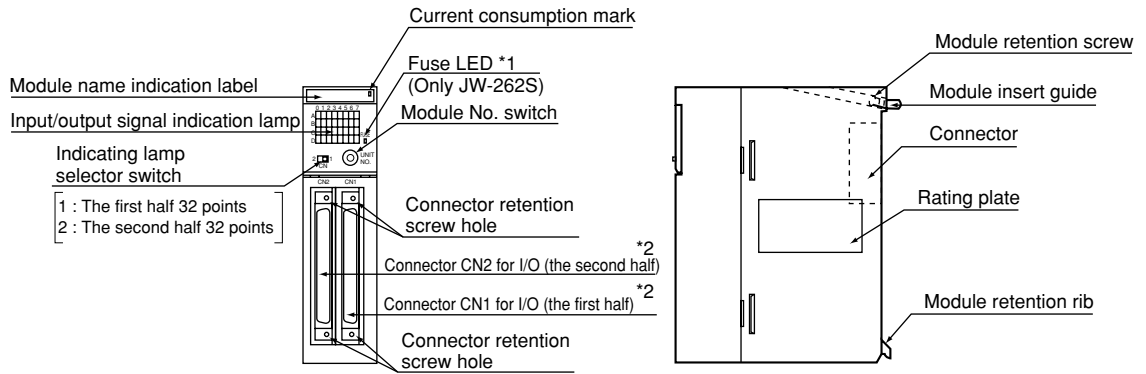 Current consumption mark
Fuse LED *1
(Only JW-262S)
Module name indication label
Module No. switch
Input/output signal indication lamp
Indicating lamp
selector switch
1 : The first half 32 points
2 : The second half 32 points
0 1 2 3 4 5 6 7
A
B
C
D
FUSE
2 1
CN
UNIT
NO.
CN2 CN1
Connector retention
screw hole
*2
Connector CN2 for I/O (the second half)
*2
Connector CN1 for I/O (the first half)
Connector retention
screw hole
Module retention screw
Module insert guide
Connector
Rating plate
Module retention rib